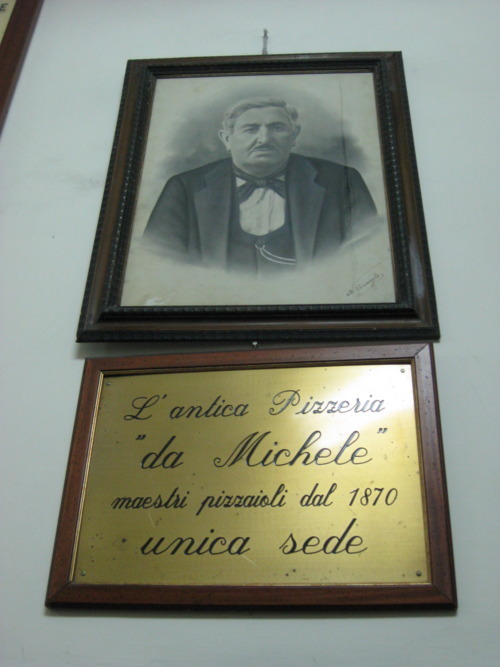 L'antica Pizzeria
"da Michele"
maestri pizzaioli dal 1870
unica sede